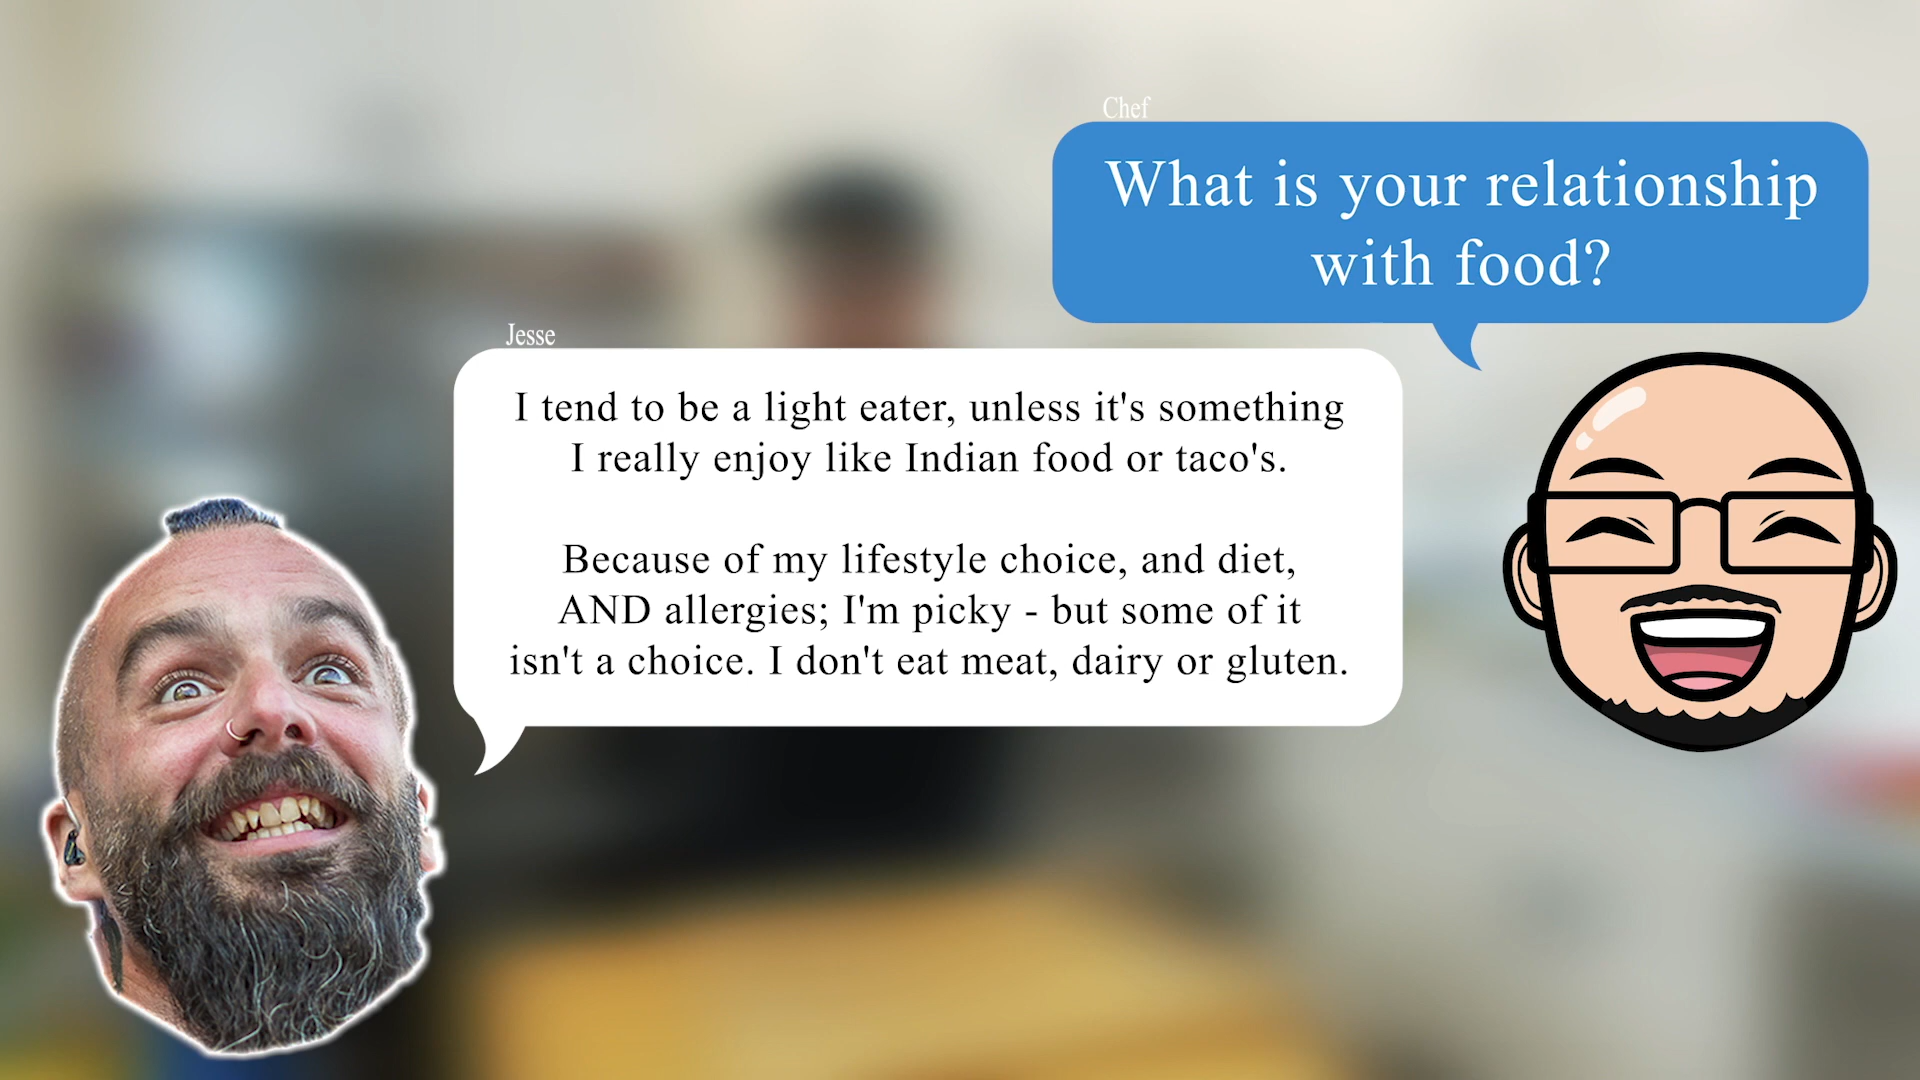 Chef
What is your relationship
with food?
Jesse
I tend to be a light eater, unless it's something
I really enjoy like Indian food or taco's.
Because of my lifestyle choice, and diet,
AND allergies; I'm picky - but some of it
isn't a choice. I don't eat meat, dairy or gluten.